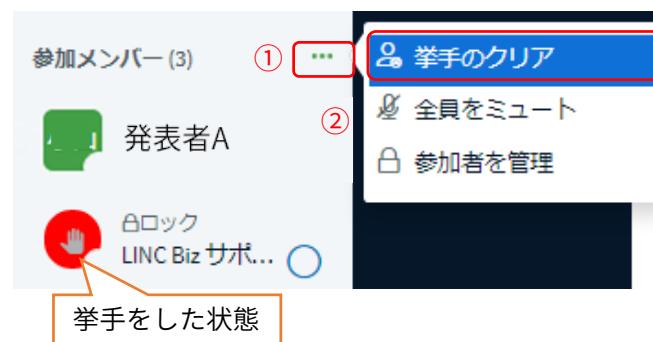 参加メンバー (3)
①
②
挙手のクリア
全員をミュート
参加者を管理
発表者A
ロック
LINC Biz サポ...
挙手をした状態